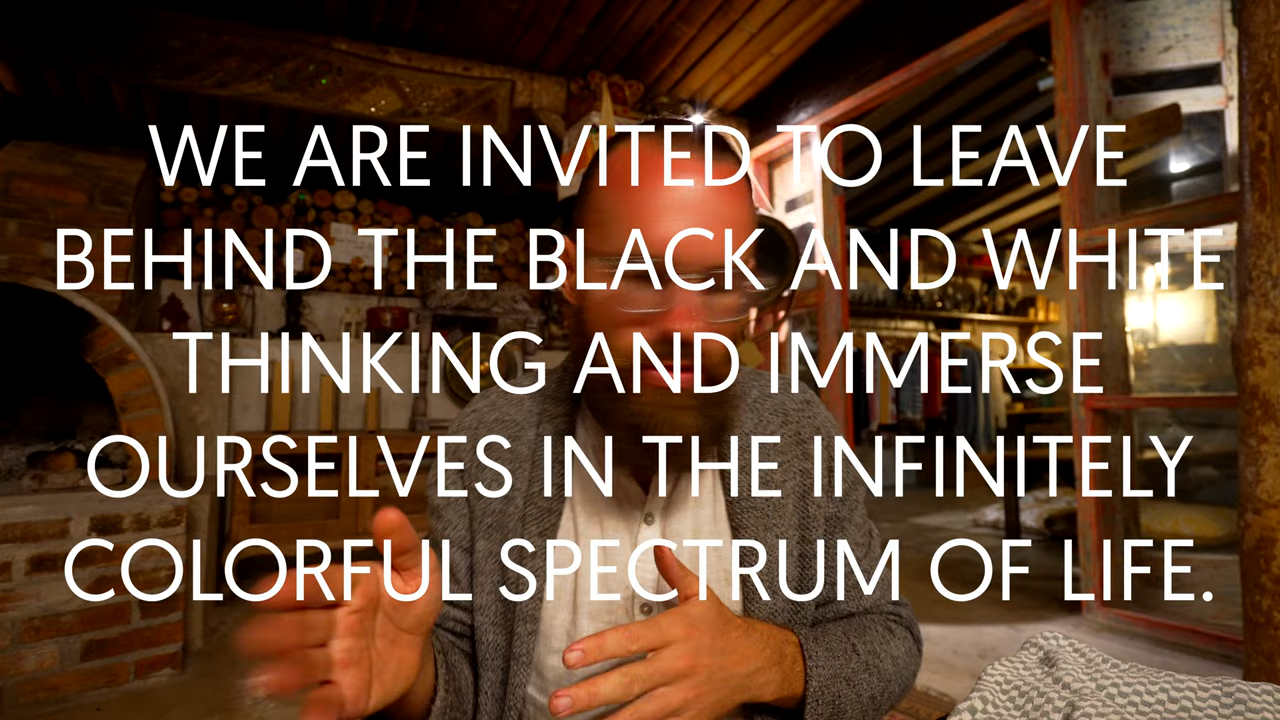 WE ARE INVITED TO LEAVE
BEHIND THE BLACK AND WHITE
THINKING AND IMMERSE
OURSELVES IN THE INFINITELY
COLORFUL SPECTRUM OF LIFE.